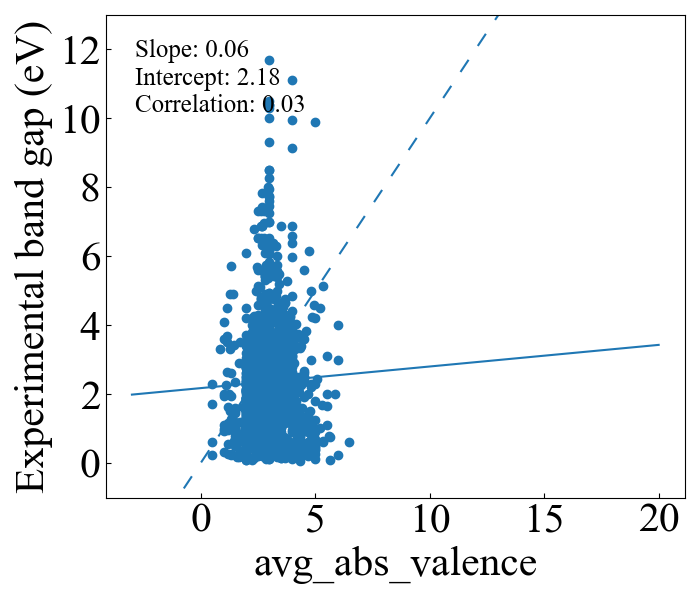 Slope: 0.06
Intercept: 2.18
Correlation: 0.03
Experimental band gap (eV)
12
10
8
6
4
2
0
0 5 10 15 20
avg_abs_valence